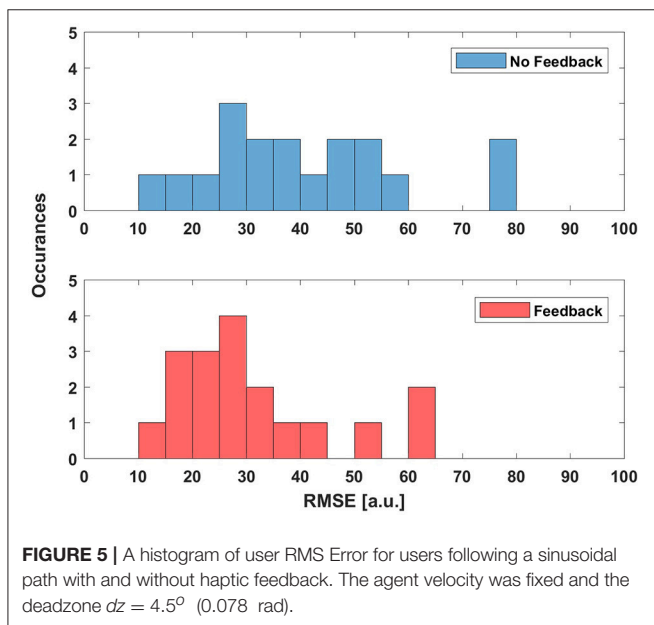 5
4
3
2
1
0
No Feedback
0 10 20 30 40 50 60 70 80 90 100
Occurances
5
4
3
2
1
0
Feedback
0 10 20 30 40 50 60 70 80 90 100
RMSE [a.u.]
FIGURE 5 | A histogram of user RMS Error for users following a sinusoidal
path with and without haptic feedback. The agent velocity was fixed and the
deadzone dz = 4.5⁰ (0.078 rad).